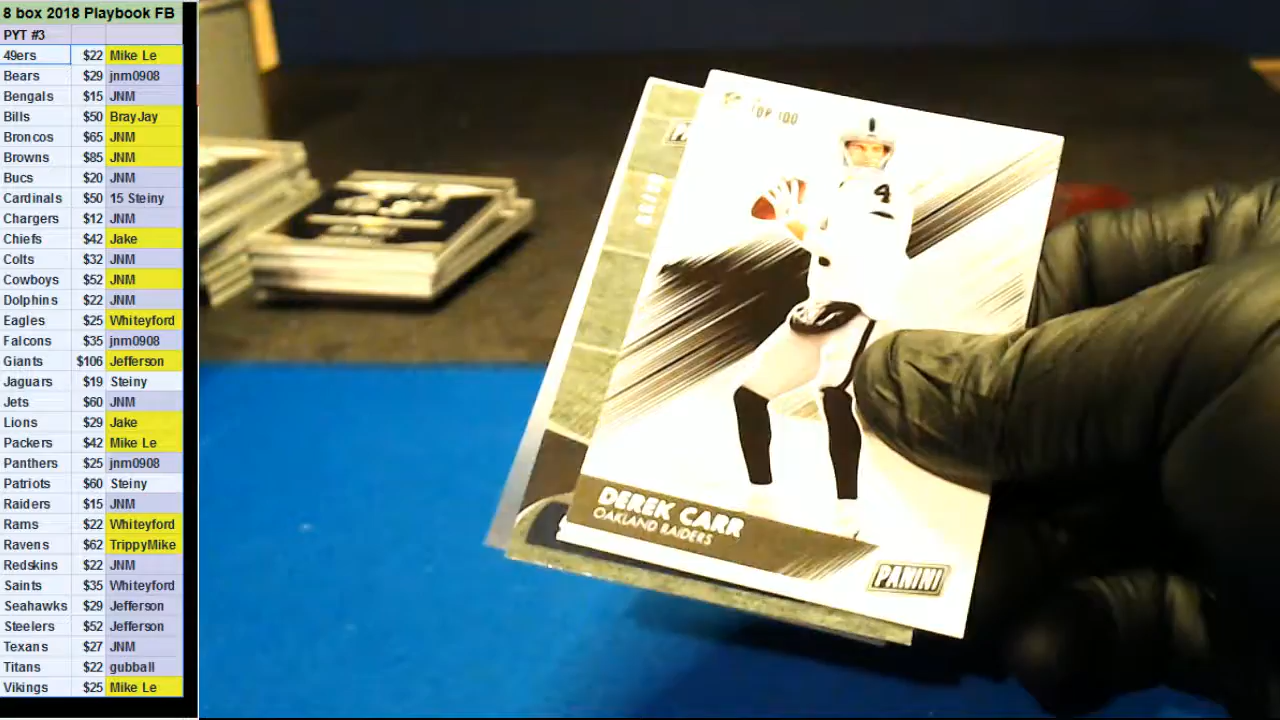 8 box 2018 Playbook FB
PYT #3
49ers $22 Mike Le
Bears $29 jnm0908
Bengals $15 JNM
Bills $50 BrayJay
Broncos $65 JNM
Browns $85 JNM
Bucs $20 JNM
Cardinals $50 15 Steiny
Chargers $12 JNM
Chiefs $42 Jake
Colts $32 JNM
Cowboys $52 JNM
Dolphins $22 JNM
Eagles $25 Whiteyford
Falcons $35 jnm0908
Giants $106 Jefferson
Jaguars $19 Steiny
Jets $60 JNM
Lions $29 Jake
Packers $42 Mike Le
Panthers $25 jnm0908
Patriots $60 Steiny
Raiders $15 JNM
Rams $22 Whiteyford
Ravens $62 TrippyMike
Redskins $22 JNM
Saints $35 Whiteyford
Seahawks $29 Jefferson
Steelers $52 Jefferson
Texans $27 JNM
Titans $22 gubball
Vikings $25 Mike Le
TOP 100
4
DEREK CARR
OAKLAND RAIDERS
PANINI